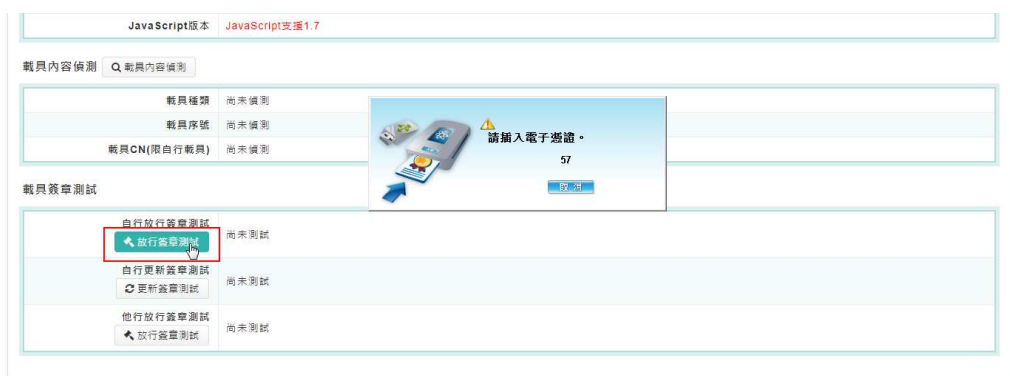 JavaScript版本 JavaScript支援1.7
載具內容偵測 載具內容偵測
載具種類 尚未偵測
載具序號 尚未偵測
載具CN(限自行載具) 尚未偵測
請插入電子憑證。
57
取消
載具簽章測試
自行放行簽章測試
放行簽章測試 尚未測試
自行更新簽章測試
更新簽章測試 尚未測試
他行放行簽章測試
放行簽章測試 尚未測試